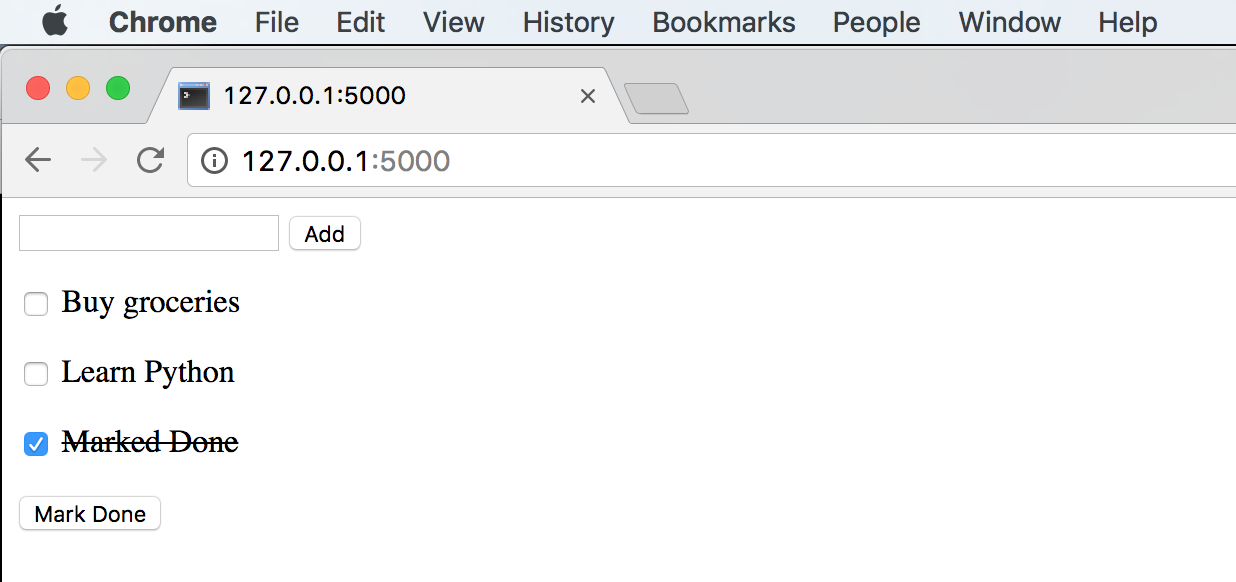 Chrome File Edit View History Bookmarks People Window Help
127.0.0.1:5000
127.0.0.1:5000
Add
Buy groceries
Learn Python
Marked Done
Mark Done